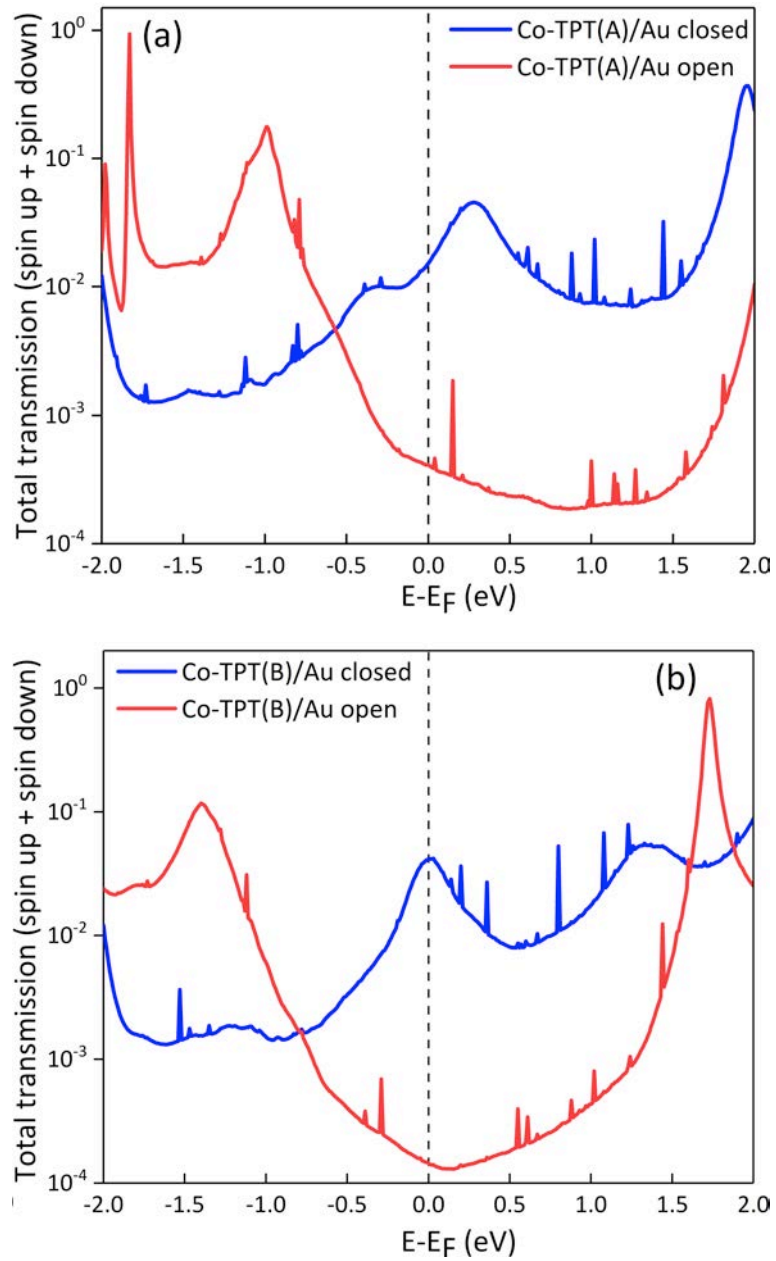 (a)
Co-TPT(A)/Au closed
Co-TPT(A)/Au open
Total transmission (spin up + spin down)
10⁰
10⁻¹
10⁻²
10⁻³
10⁻⁴
-2.0 -1.5 -1.0 -0.5 0.0 0.5 1.0 1.5 2.0
E-E_F (eV)
Co-TPT(B)/Au closed
Co-TPT(B)/Au open
(b)
Total transmission (spin up + spin down)
10⁰
10⁻¹
10⁻²
10⁻³
10⁻⁴
-2.0 -1.5 -1.0 -0.5 0.0 0.5 1.0 1.5 2.0
E-E_F (eV)